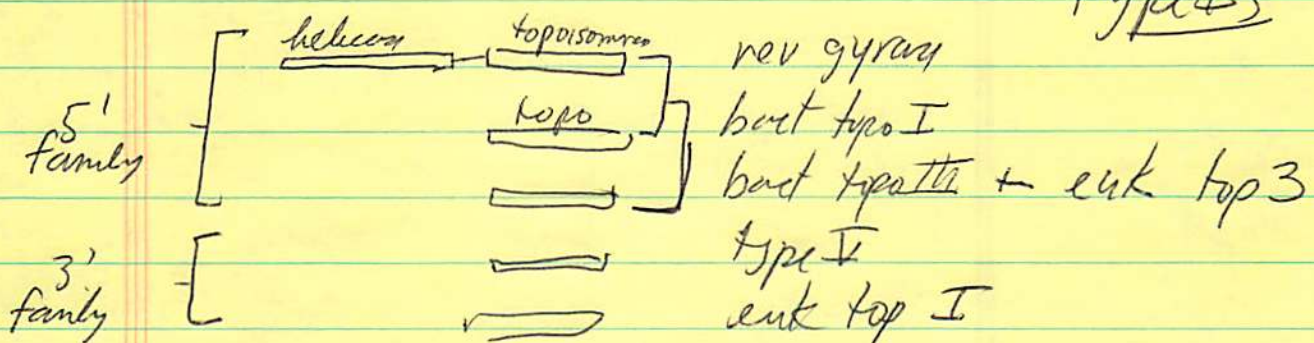 types
helicase topoisomerase rev gyrase
5' topo bact topo I
family bact topo III + euk top3
3' type V
family euk top I